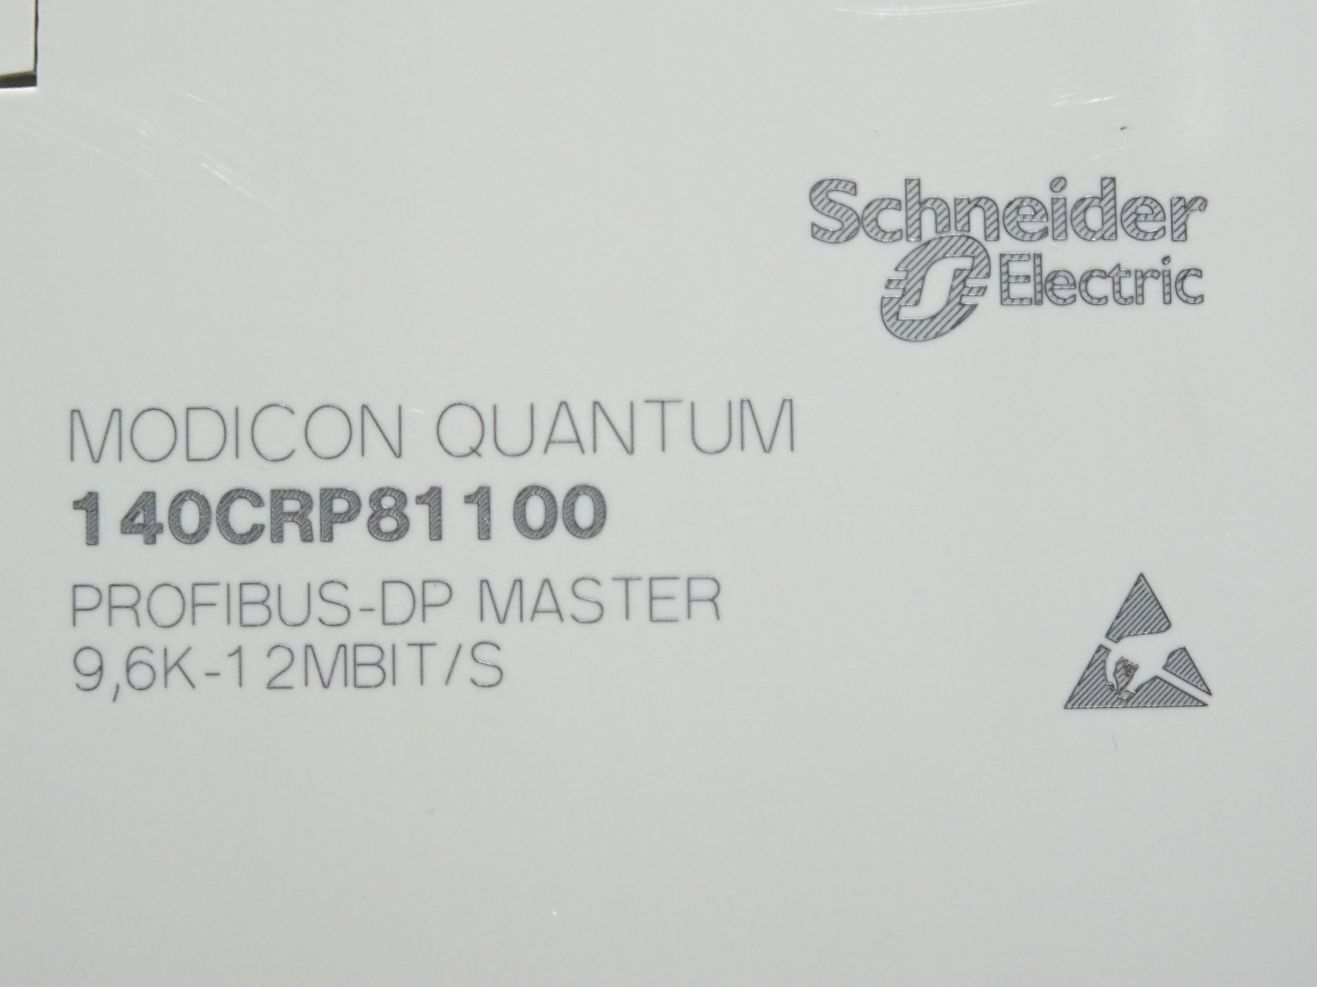 Schneider
Electric
MODICON QUANTUM
140CRP81100
PROFIBUS-DP MASTER
9,6K-12MBIT/S